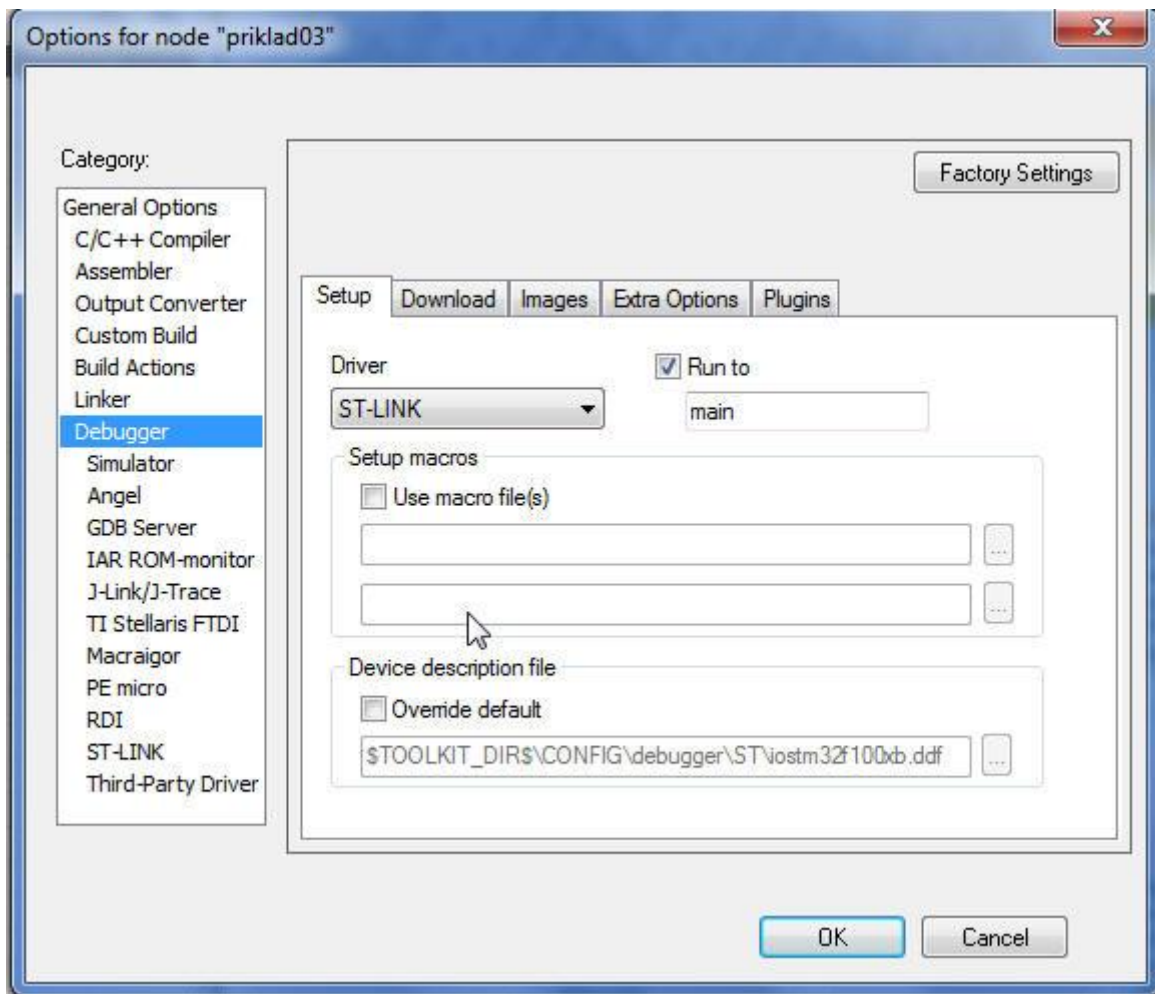 Options for node "priklad03"
Category:
General Options
C/C++ Compiler
Assembler
Output Converter
Custom Build
Build Actions
Linker
Debugger
Simulator
Angel
GDB Server
IAR ROM-monitor
J-Link/J-Trace
TI Stellaris FTDI
Macraigor
PE micro
RDI
ST-LINK
Third-Party Driver
Factory Settings
Setup Download Images Extra Options Plugins
Driver
ST-LINK
Run to
main
Setup macros
Use macro file(s)
...
...
Device description file
Override default
$TOOLKIT_DIR$\CONFIG\debugger\ST\iostm32f100xb.ddf
...
OK Cancel